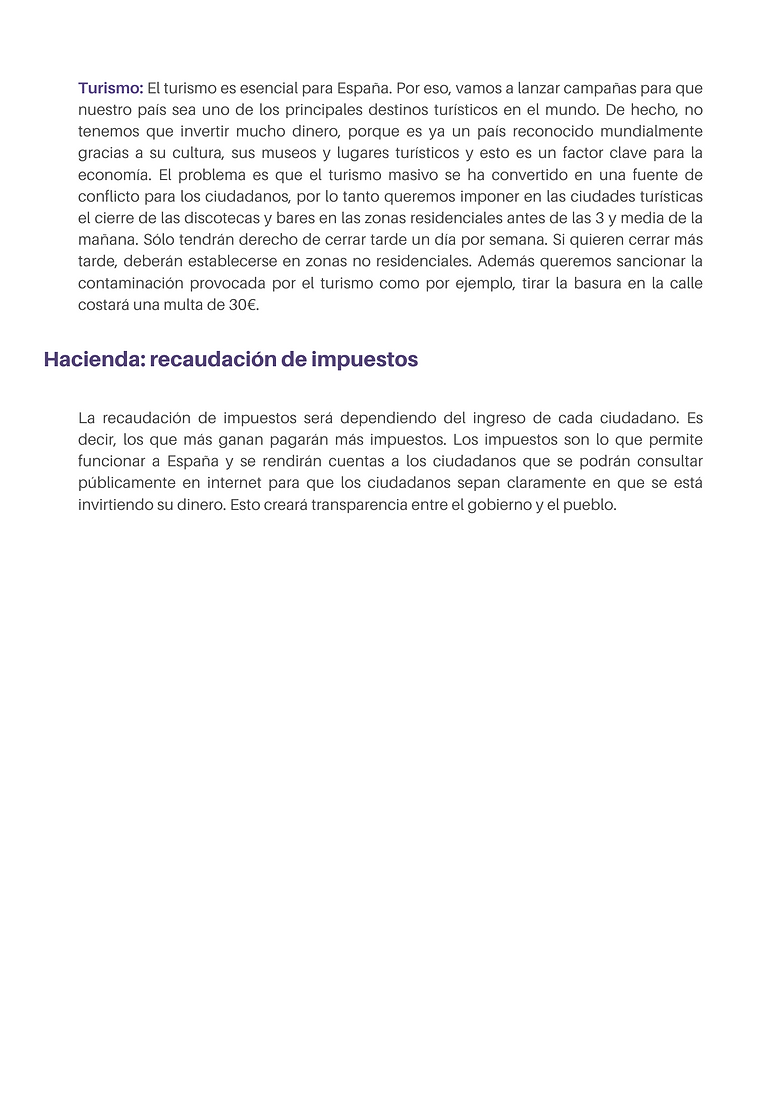 Turismo: El turismo es esencial para España. Por eso, vamos a lanzar campañas para que
nuestro país sea uno de los principales destinos turísticos en el mundo. De hecho, no
tenemos que invertir mucho dinero, porque es ya un país reconocido mundialmente
gracias a su cultura, sus museos y lugares turísticos y esto es un factor clave para la
economía. El problema es que el turismo masivo se ha convertido en una fuente de
conflicto para los ciudadanos, por lo tanto queremos imponer en las ciudades turísticas
el cierre de las discotecas y bares en las zonas residenciales antes de las 3 y media de la
mañana. Sólo tendrán derecho de cerrar tarde un día por semana. Si quieren cerrar más
tarde, deberán establecerse en zonas no residenciales. Además queremos sancionar la
contaminación provocada por el turismo como por ejemplo, tirar la basura en la calle
costará una multa de 30€.
Hacienda: recaudación de impuestos
La recaudación de impuestos será dependiendo del ingreso de cada ciudadano. Es
decir, los que más ganan pagarán más impuestos. Los impuestos son lo que permite
funcionar a España y se rendirán cuentas a los ciudadanos que se podrán consultar
públicamente en internet para que los ciudadanos sepan claramente en que se está
invirtiendo su dinero. Esto creará transparencia entre el gobierno y el pueblo.